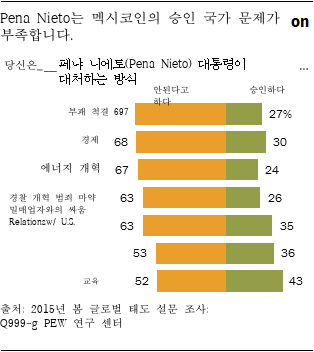 Pena Nieto는 멕시코인의 승인 국가 문제가 on
부족합니다.
당신은___페냐 니에토(Pena Nieto) 대통령이 ...
대처하는 방식
안된다고
하다
승인하다
부패 척결 697 27%
경제 68 30
에너지 개혁 67 24
경찰 개혁 범죄 마약
밀매업자와의 싸움
Relationsw/ U.S.
63 26
63 35
53 36
교육 52 43
출처: 2015년 봄 글로벌 태도 설문 조사:
Q999-g PEW 연구 센터